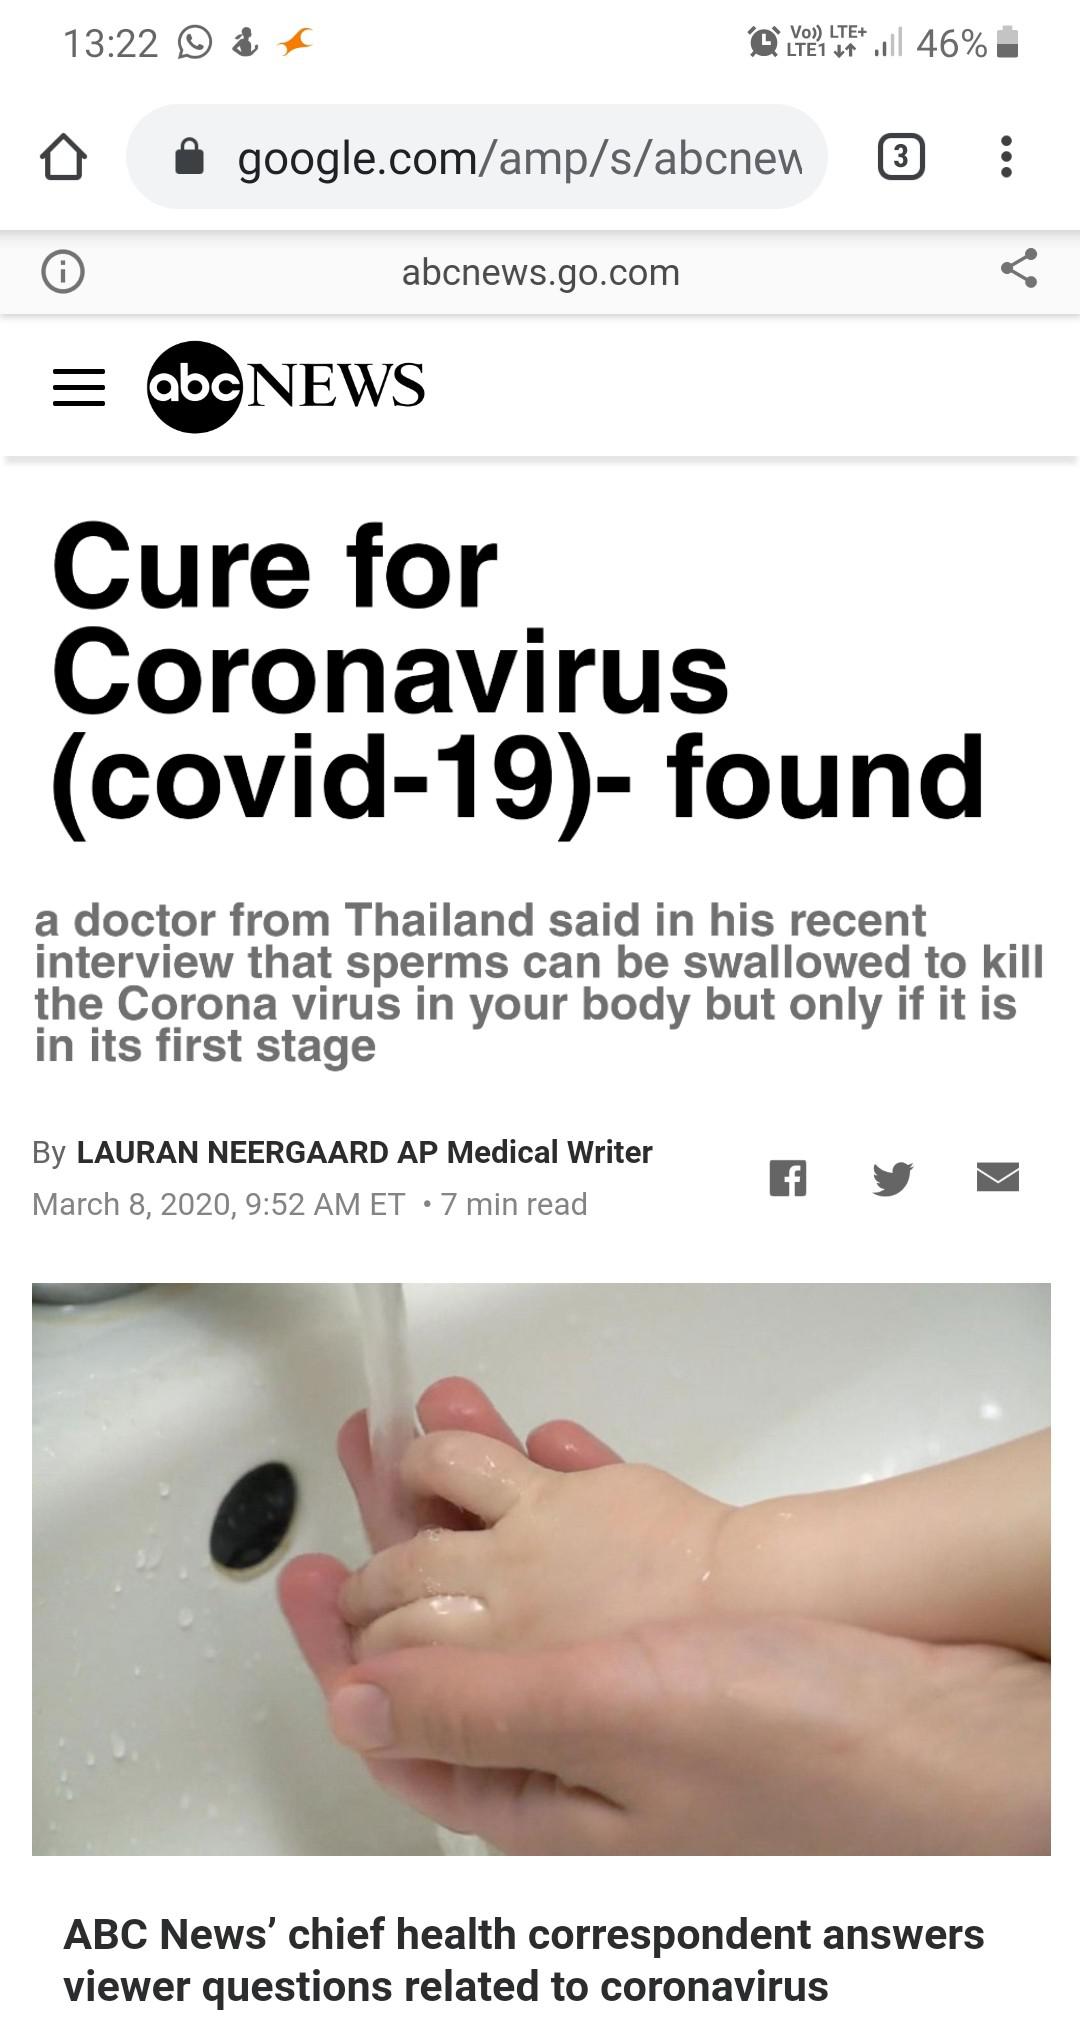 13:22
Vo)) LTE+
LTE1
46%
google.com/amp/s/abcnew
3
abcnews.go.com
abc NEWS
Cure for
Coronavirus
(covid-19)- found
a doctor from Thailand said in his recent
interview that sperms can be swallowed to kill
the Corona virus in your body but only if it is
in its first stage
By LAURAN NEERGAARD AP Medical Writer
March 8, 2020, 9:52 AM ET • 7 min read
ABC News’ chief health correspondent answers
viewer questions related to coronavirus